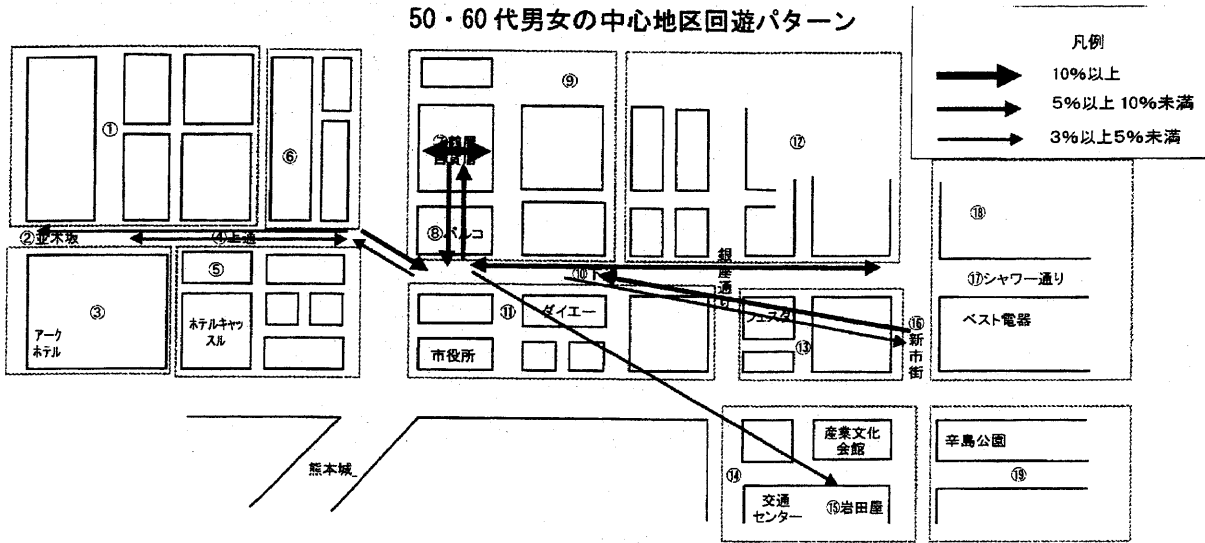 50・60代男女の中心地区回遊パターン
凡例
10%以上
5%以上10%未満
3%以上5%未満
①
⑥
⑨
⑫
⑦鶴屋
百貨店
⑧パルコ
②並木坂
④上通
⑤
③
アーク
ホテル
ホテルキャッ
スル
⑩下
銀座通り
⑪
ダイエー
市役所
フェスタ
⑬
⑯新市街
⑱
⑰シャワー通り
ベスト電器
熊本城
産業文化
会館
⑭
交通
センター
⑮岩田屋
辛島公園
⑲